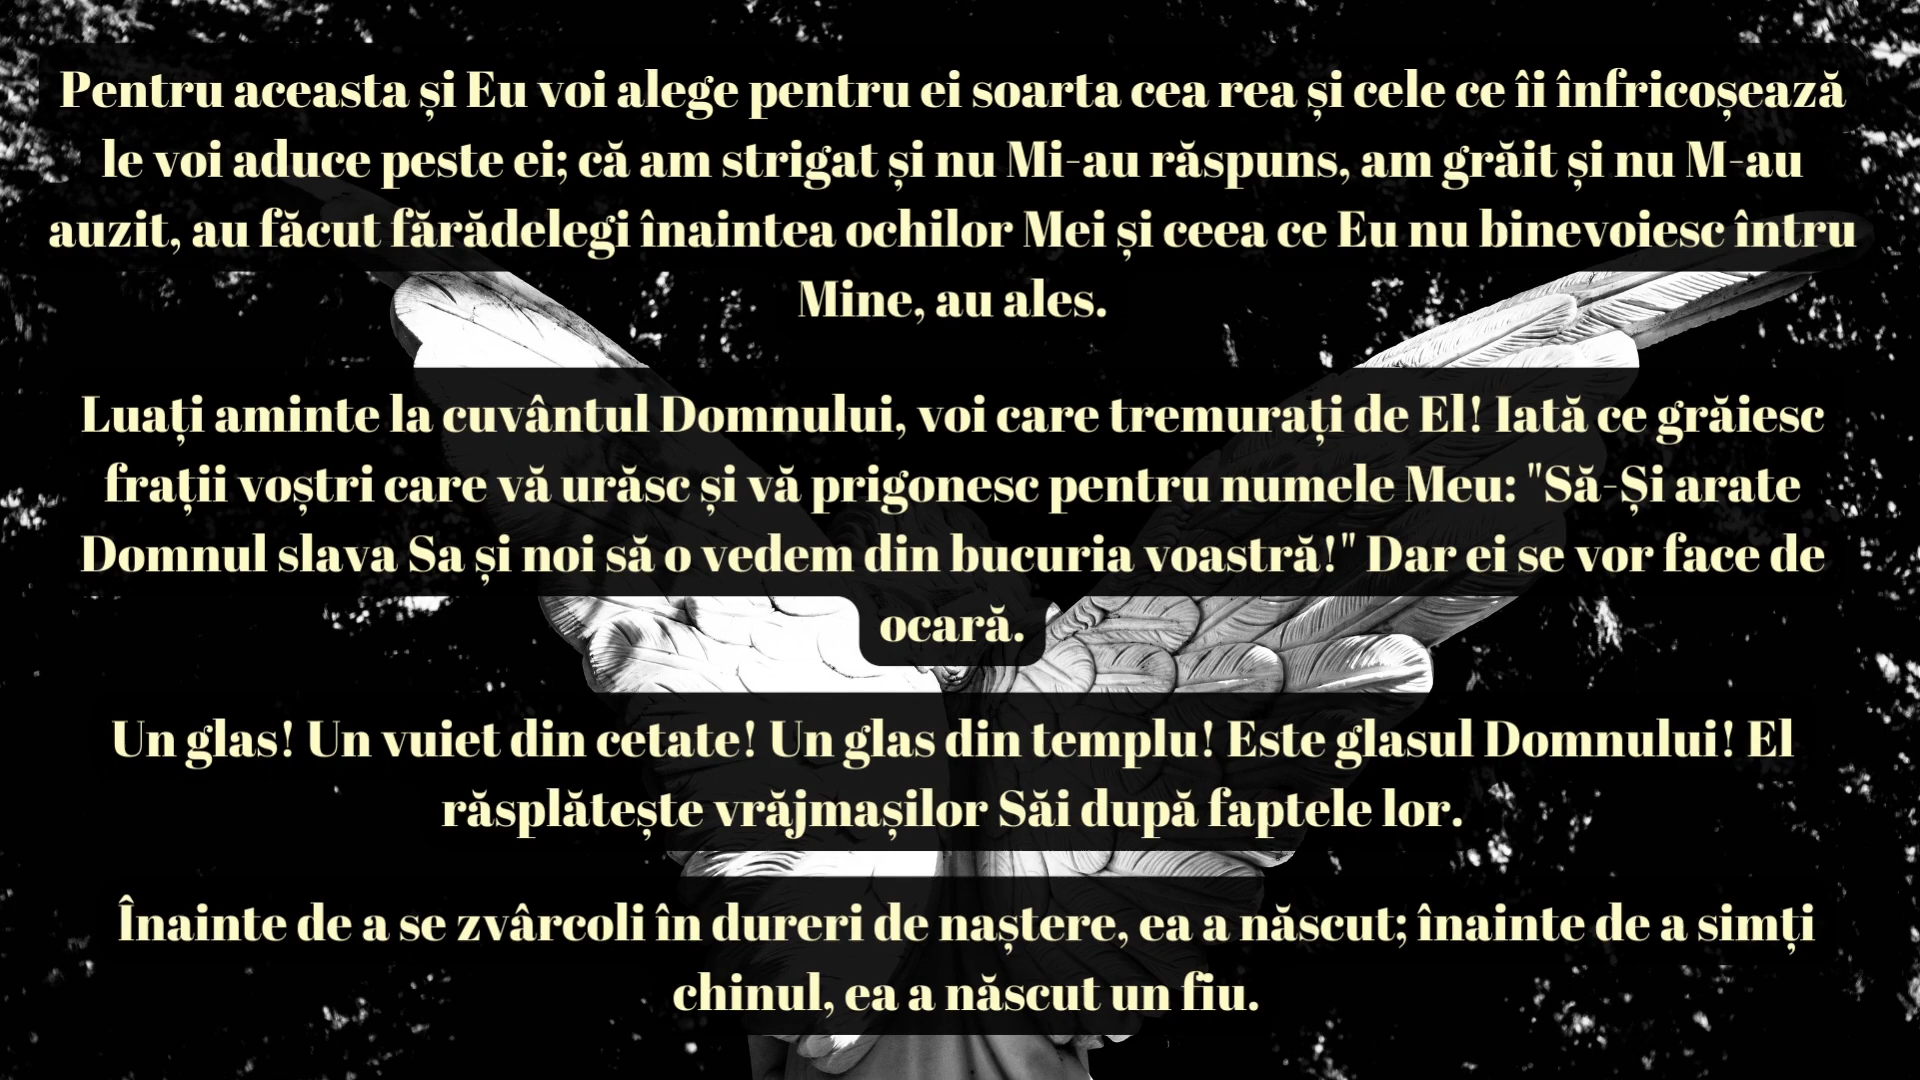 Pentru aceasta și Eu voi alege pentru ei soarta cea rea și cele ce îi înfricoșează
le voi aduce peste ei; că am strigat și nu Mi-au răspuns, am grăit și nu M-au
auzit, au făcut fărădelegi înaintea ochilor Mei și ceea ce Eu nu binevoiesc întru
Mine, au ales.
Luați aminte la cuvântul Domnului, voi care tremurați de El! Iată ce grăiesc
frații voștri care vă urăsc și vă prigonesc pentru numele Meu: "Să-Și arate
Domnul slava Sa și noi să o vedem din bucuria voastră!" Dar ei se vor face de
ocară.
Un glas! Un vuiet din cetate! Un glas din templu! Este glasul Domnului! El
răsplătește vrăjmașilor Săi după faptele lor.
Înainte de a se zvârcoli în dureri de naștere, ea a născut; înainte de a simți
chinul, ea a născut un fiu.